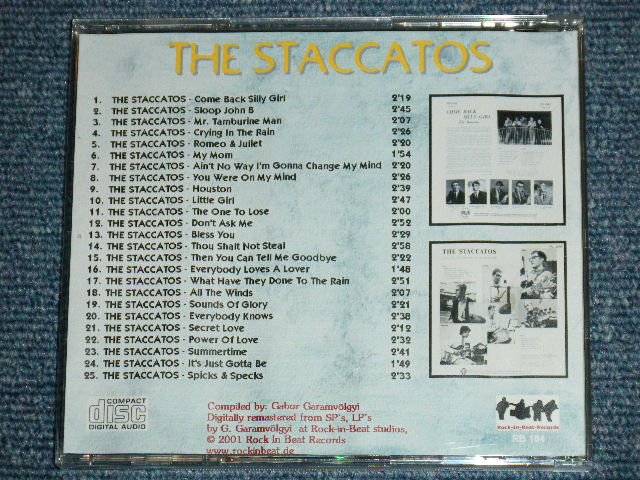 THE STACCATOS
1. THE STACCATOS - Come Back Silly Girl 2'19
2. THE STACCATOS - Sloop John B 2'45
3. THE STACCATOS - Mr. Tamburine Man 2'07
4. THE STACCATOS - Crying In The Rain 2'26
5. THE STACCATOS - Romeo & Juliet 2'20
6. THE STACCATOS - My Mom 1'54
7. THE STACCATOS - Ain't No Way I'm Gonna Change My Mind 2'20
8. THE STACCATOS - You Were On My Mind 2'26
9. THE STACCATOS - Houston 2'39
10. THE STACCATOS - Little Girl 2'47
11. THE STACCATOS - The One To Lose 2'00
12. THE STACCATOS - Don't Ask Me 2'52
13. THE STACCATOS - Bless You 2'29
14. THE STACCATOS - Thou Shalt Not Steal 2'58
15. THE STACCATOS - Then You Can Tell Me Goodbye 2'22
16. THE STACCATOS - Everybody Loves A Lover 1'48
17. THE STACCATOS - What Have They Done To The Rain 2'51
18. THE STACCATOS - All The Winds 2'07
19. THE STACCATOS - Sounds Of Glory 2'21
20. THE STACCATOS - Everybody Knows 2'38
21. THE STACCATOS - Secret Love 2'12
22. THE STACCATOS - Power Of Love 2'32
23. THE STACCATOS - Summertime 2'41
24. THE STACCATOS - It's Just Gotta Be 1'49
25. THE STACCATOS - Spicks & Specks 2'33
COME BACK
SILLY GIRL
THE STACCATOS
COMPACT
disc
DIGITAL AUDIO
Compiled by: Gabor Garamvölgyi
Digitally remastered from SP's, LP's
by G. Garamvölgyi at Rock-in-Beat studios,
© 2001 Rock In Beat Records
www.rockinbeat.de
Rock-in-Beat-Records
RB 164